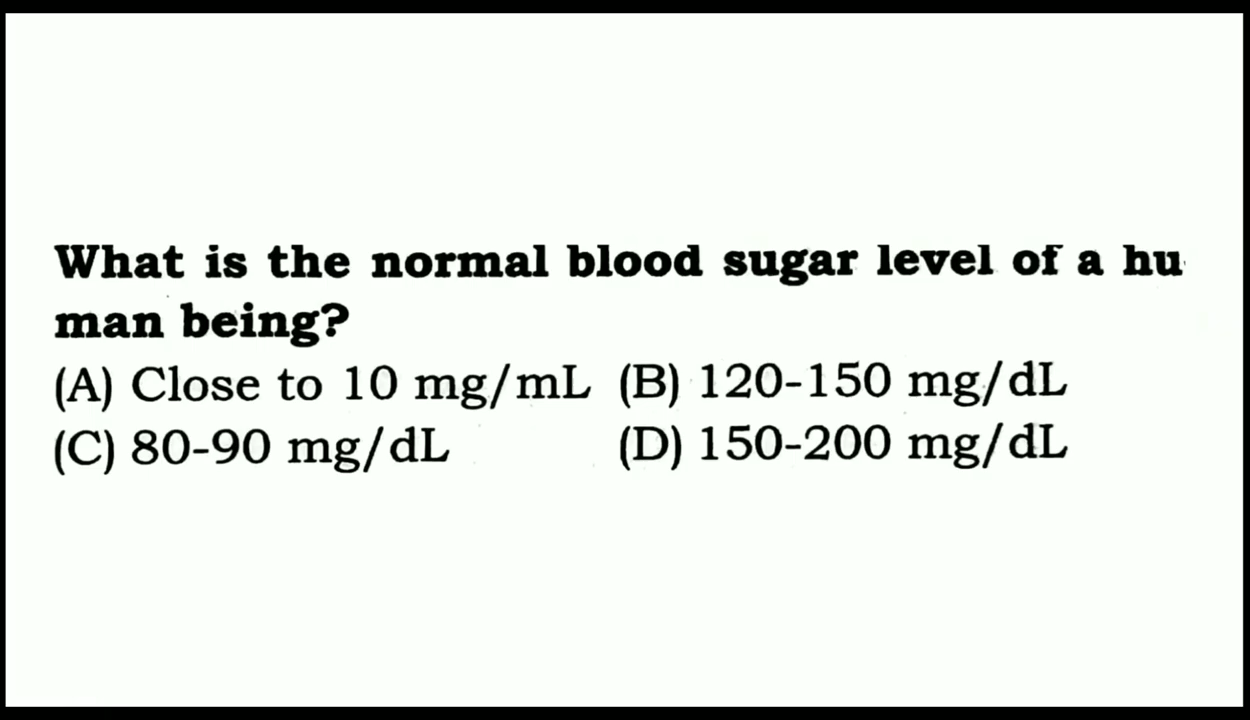 What is the normal blood sugar level of a hu
man being?
(A) Close to 10 mg/mL (B) 120-150 mg/dL
(C) 80-90 mg/dL (D) 150-200 mg/dL